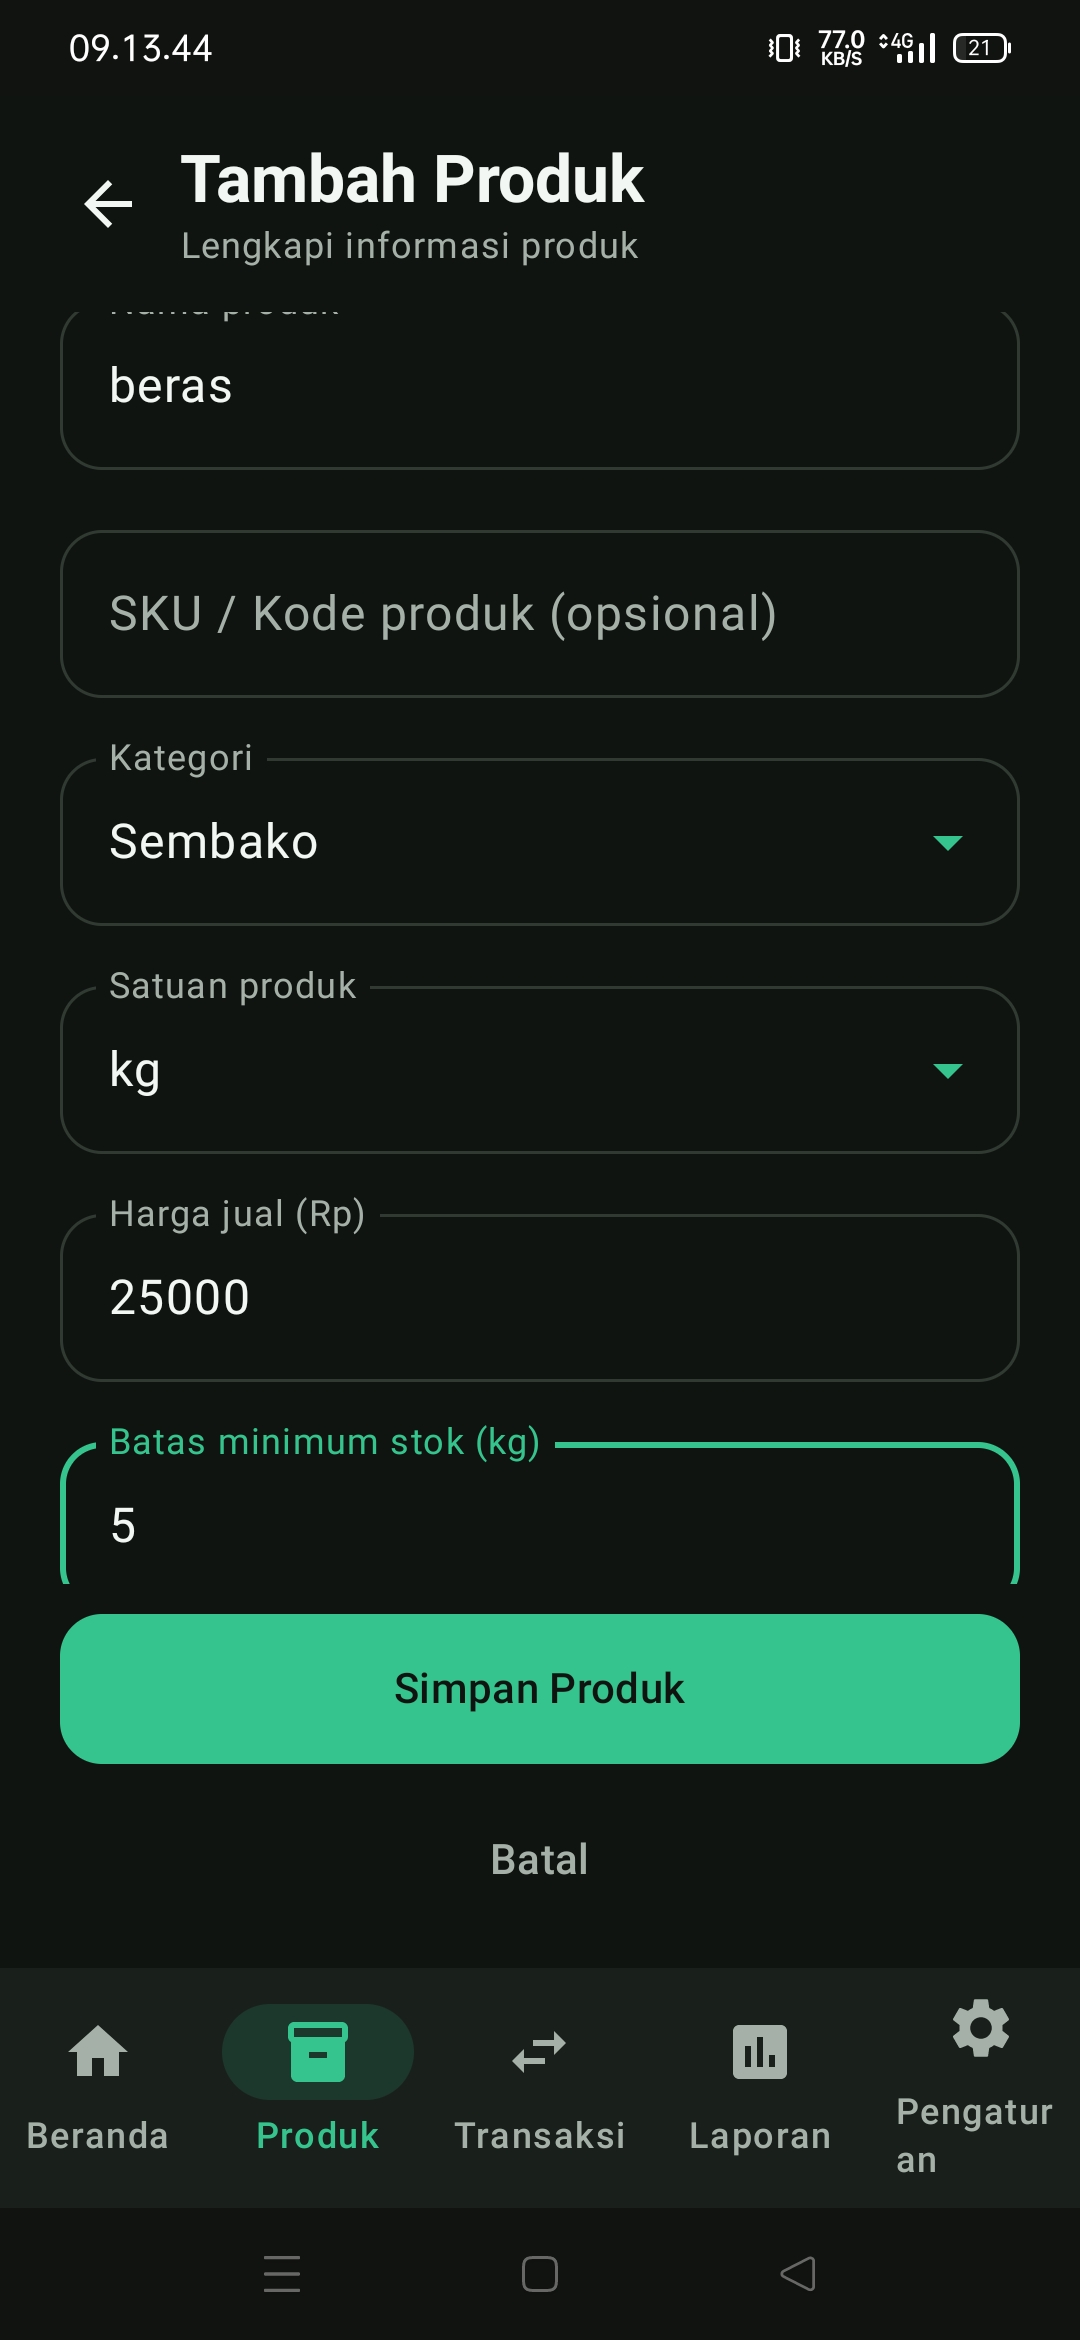 09.13.44
77.0
KB/S
4G
21
Tambah Produk
Lengkapi informasi produk
Nama produk
beras
SKU / Kode produk (opsional)
Kategori
Sembako
Satuan produk
kg
Harga jual (Rp)
25000
Batas minimum stok (kg)
5
Simpan Produk
Batal
Beranda
Produk
Transaksi
Laporan
Pengatur
an